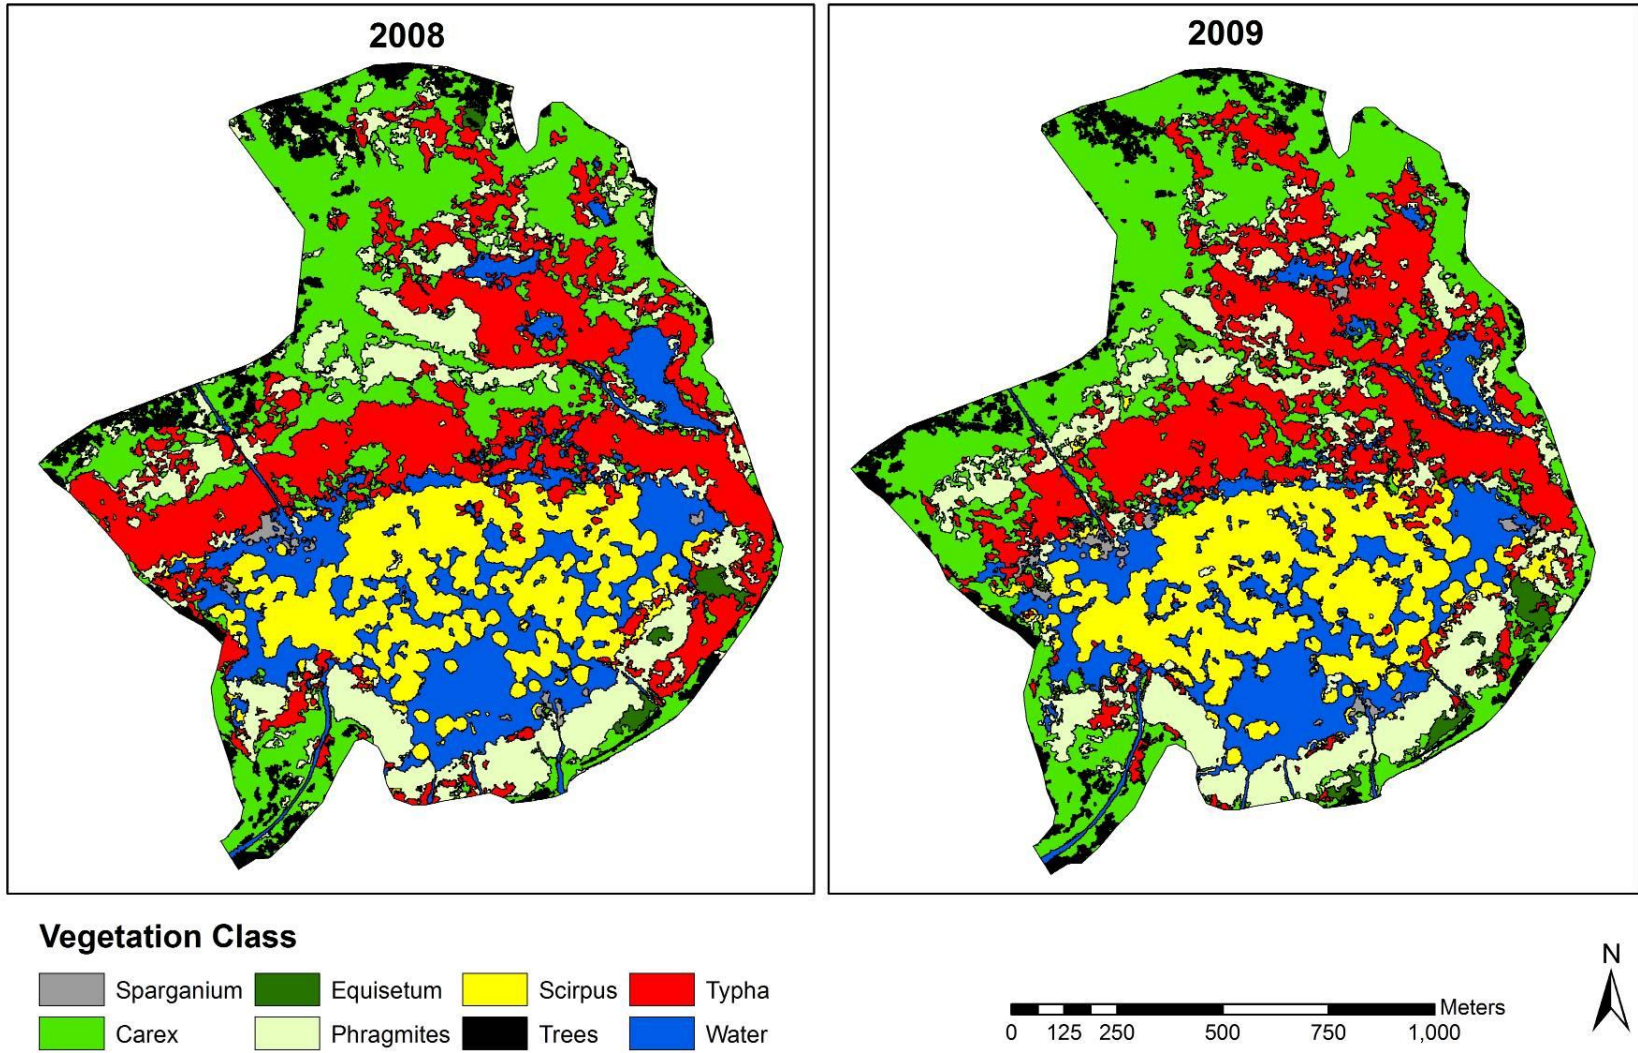 2008
2009
Vegetation Class
Sparganium Equisetum Scirpus Typha
Carex Phragmites Trees Water
N
Meters
0 125 250 500 750 1,000